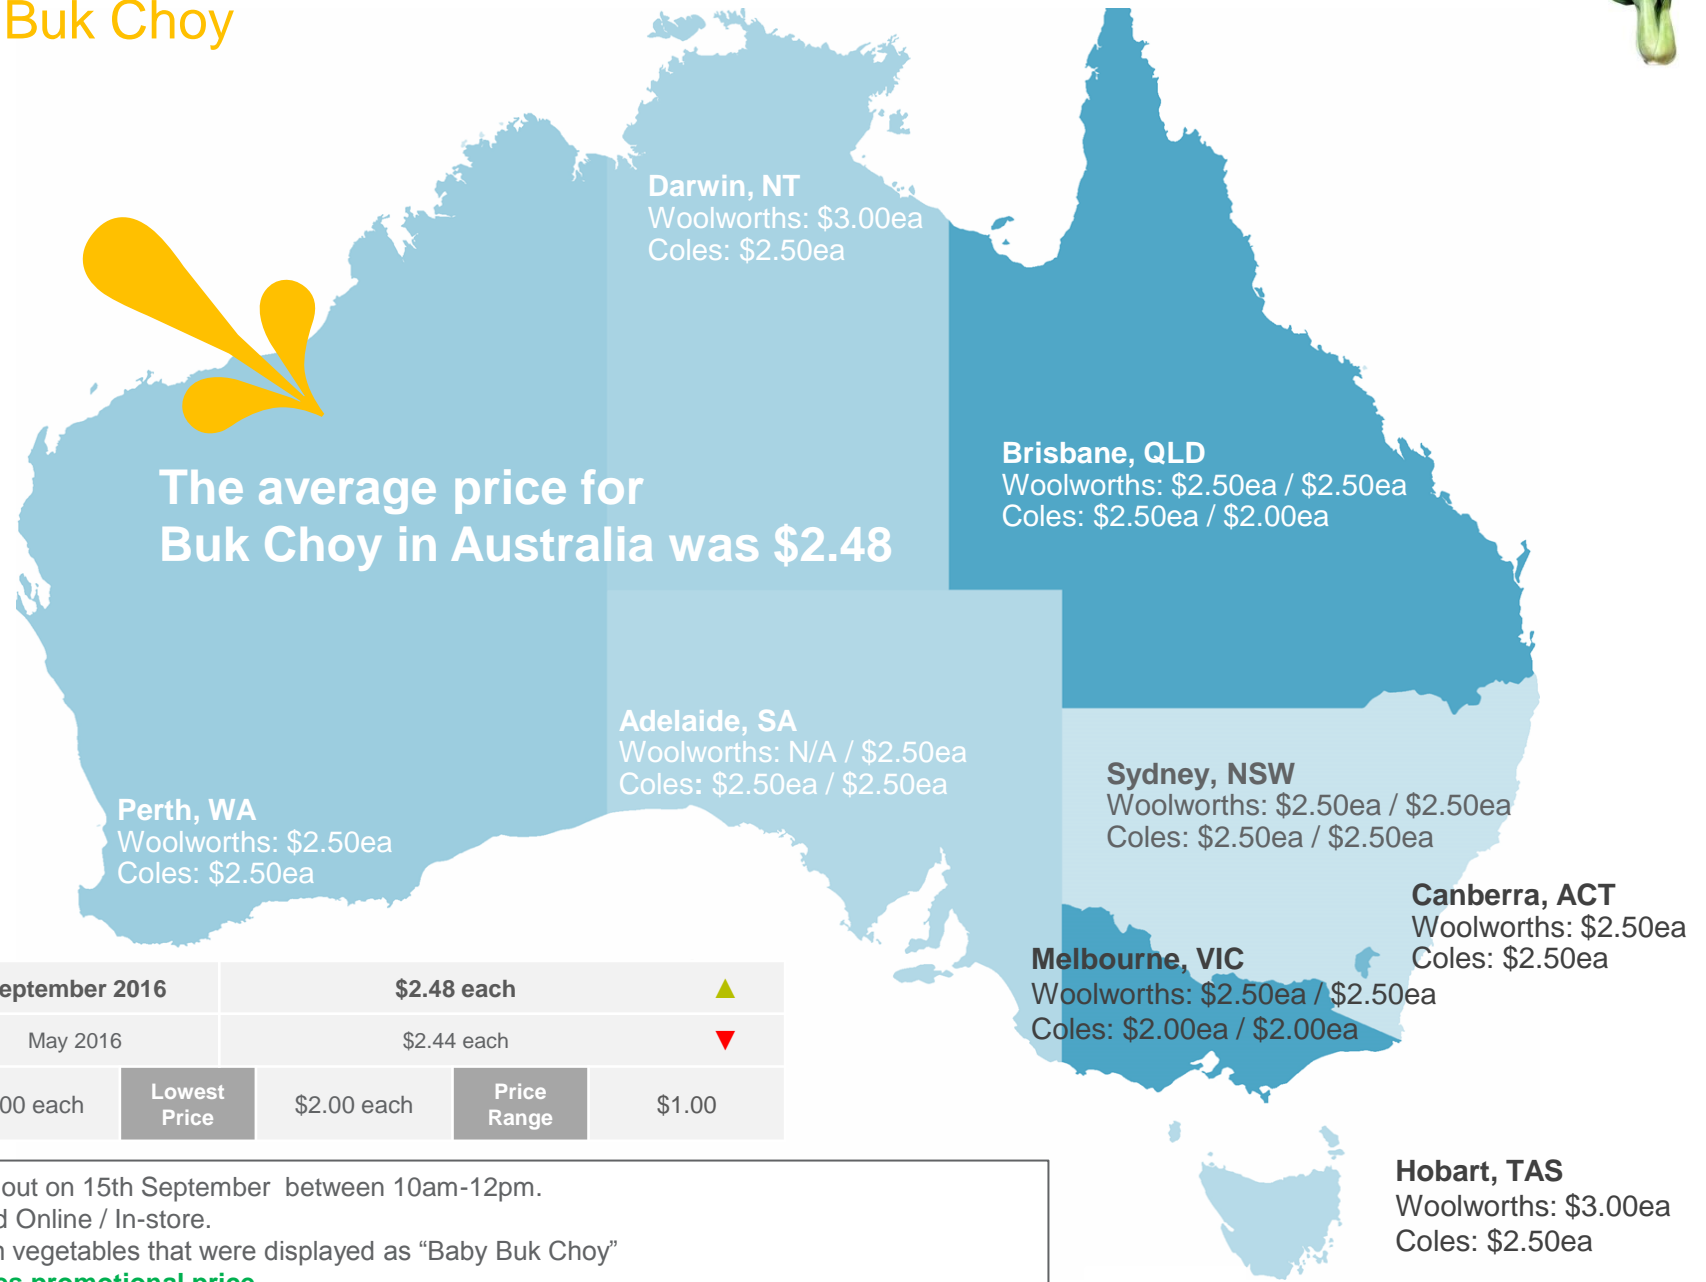 Buk Choy
Darwin, NT
Woolworths: $3.00ea
Coles: $2.50ea
The average price for
Buk Choy in Australia was $2.48
Brisbane, QLD
Woolworths: $2.50ea / $2.50ea
Coles: $2.50ea / $2.00ea
Adelaide, SA
Woolworths: N/A / $2.50ea
Coles: $2.50ea / $2.50ea
Sydney, NSW
Woolworths: $2.50ea / $2.50ea
Coles: $2.50ea / $2.50ea
Perth, WA
Woolworths: $2.50ea
Coles: $2.50ea
Canberra, ACT
Woolworths: $2.50ea
Coles: $2.50ea
Melbourne, VIC
Woolworths: $2.50ea / $2.50ea
Coles: $2.00ea / $2.00ea
eptember 2016 $2.48 each ▲
May 2016 $2.44 each ▼
00 each Lowest Price $2.00 each Price Range $1.00
Hobart, TAS
Woolworths: $3.00ea
Coles: $2.50ea
out on 15th September between 10am-12pm.
d Online / In-store.
vegetables that were displayed as “Baby Buk Choy”
promotional price